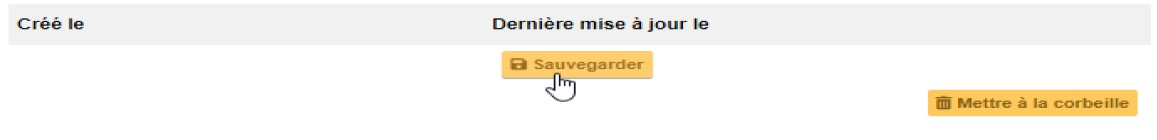 Créé le Dernière mise à jour le
Sauvegarder
Mettre à la corbeille